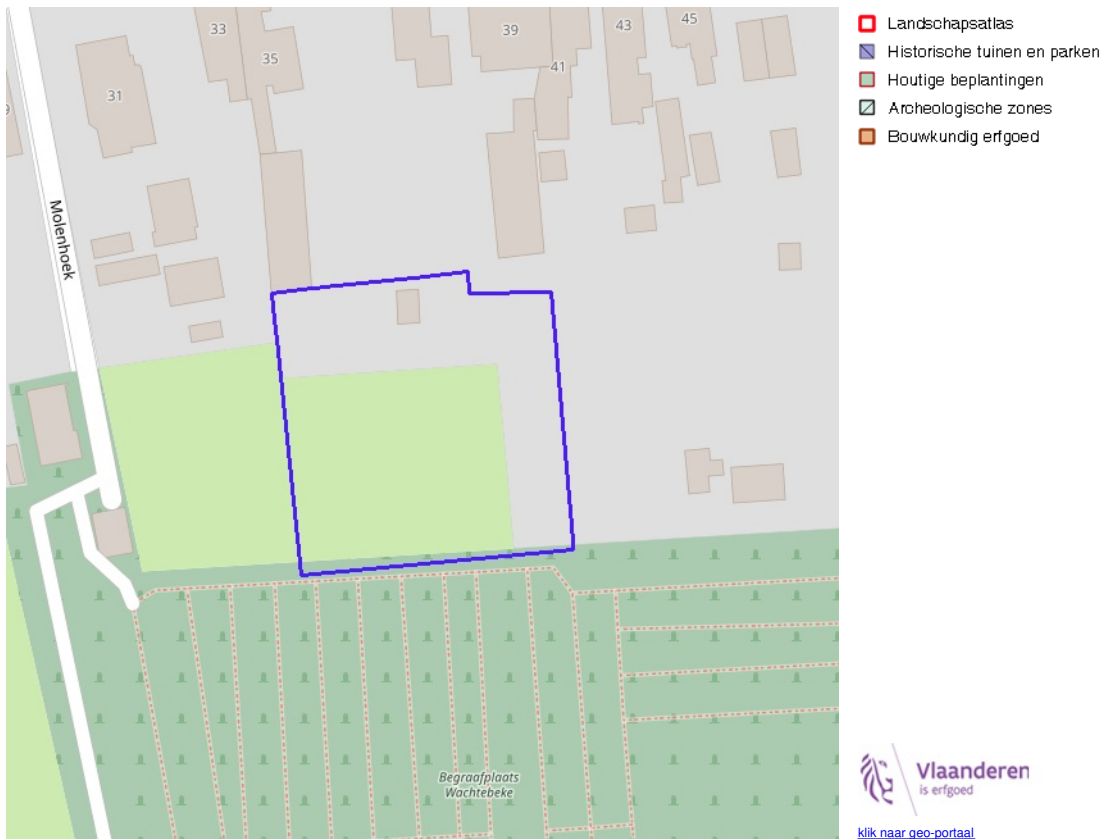 33
35
39
43
45
41
31
Molenhoek
Begraafplaats
Wachtebeke
Landschapsatlas
Historische tuinen en parken
Houtige beplantingen
Archeologische zones
Bouwkundig erfgoed
Vlaanderen
is erfgoed
klik naar geo-portaal